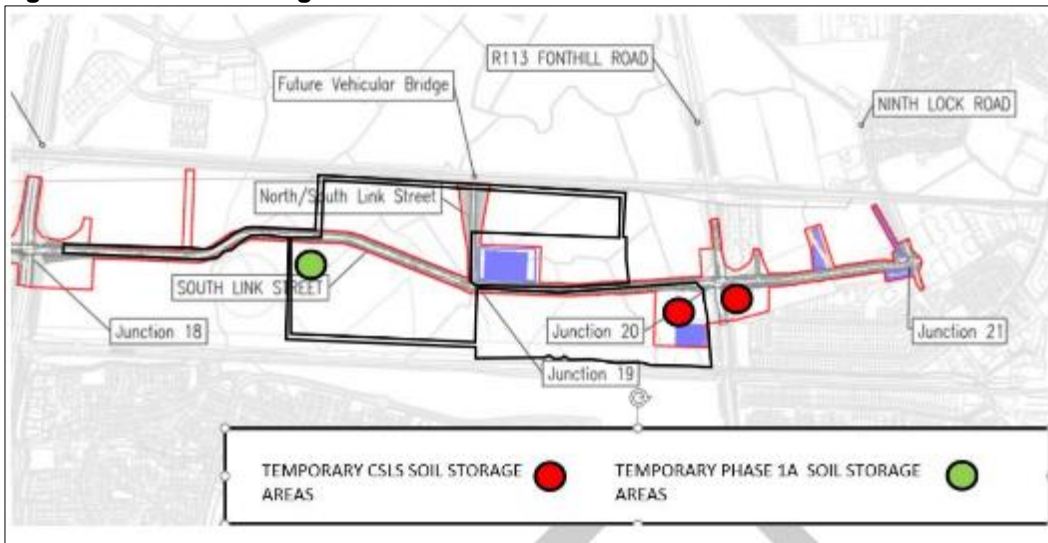 R113 FONTHILL ROAD
Future Vehicular Bridge
NINTH LOCK ROAD
North/South Link Street
SOUTH LINK STREET
Junction 18
Junction 20
Junction 21
Junction 19
TEMPORARY CSLS SOIL STORAGE
AREAS
TEMPORARY PHASE 1A SOIL STORAGE
AREAS